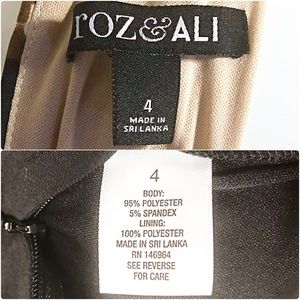 roz&ALI
4
MADE IN
SRI LANKA
4
BODY:
95% POLYESTER
5% SPANDEX
LINING:
100% POLYESTER
MADE IN SRI LANKA
RN 146964
SEE REVERSE
FOR CARE